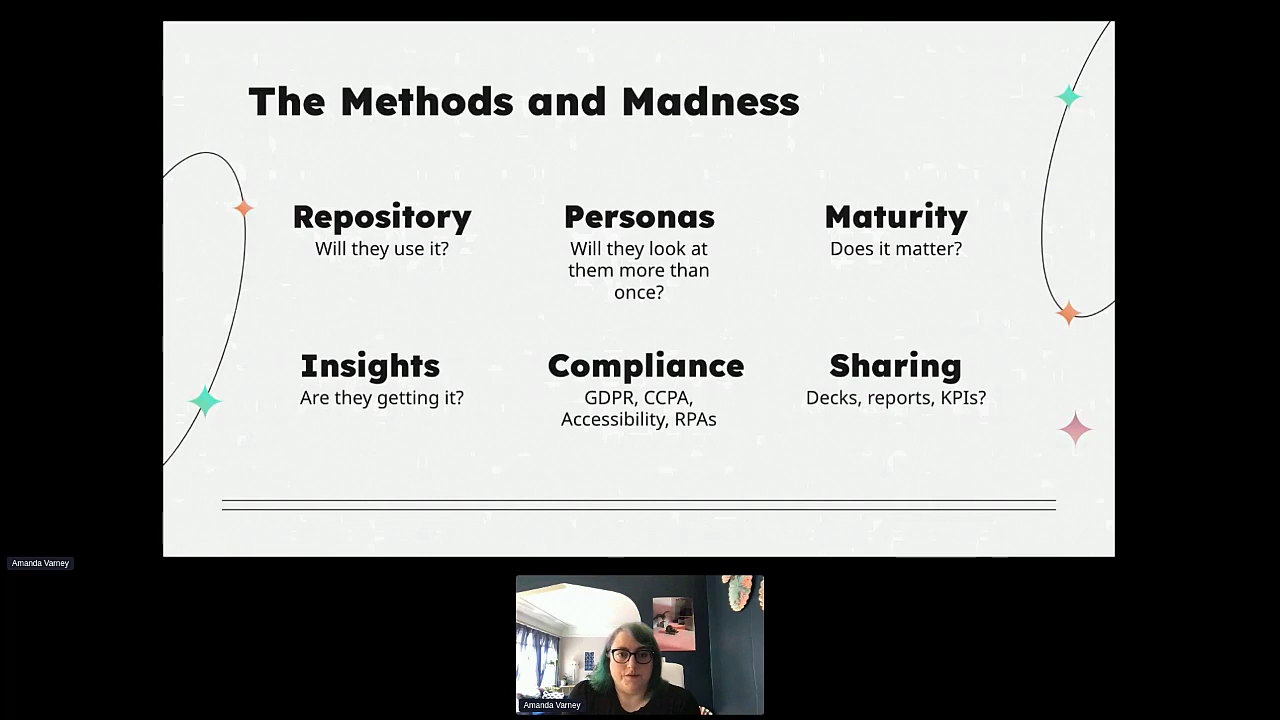 The Methods and Madness
Repository
Will they use it?
Personas
Will they look at
them more than
once?
Maturity
Does it matter?
Insights
Are they getting it?
Compliance
GDPR, CCPA,
Accessibility, RPAs
Sharing
Decks, reports, KPIs?
Amanda Varney
Amanda Varney